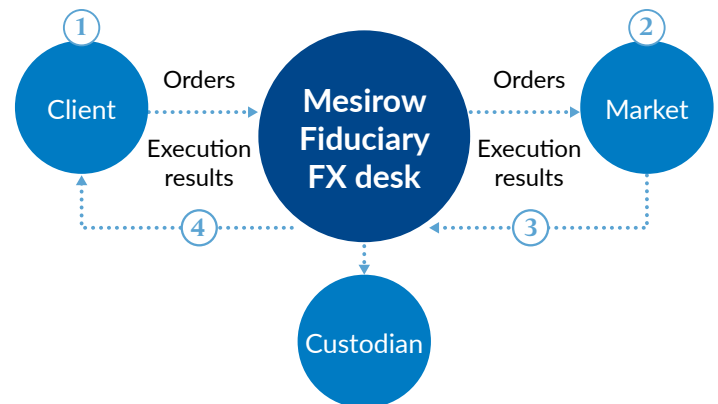 1
2
Client
Orders
Mesirow
Fiduciary
FX desk
Orders
Market
Execution
results
Execution
results
4
3
Custodian